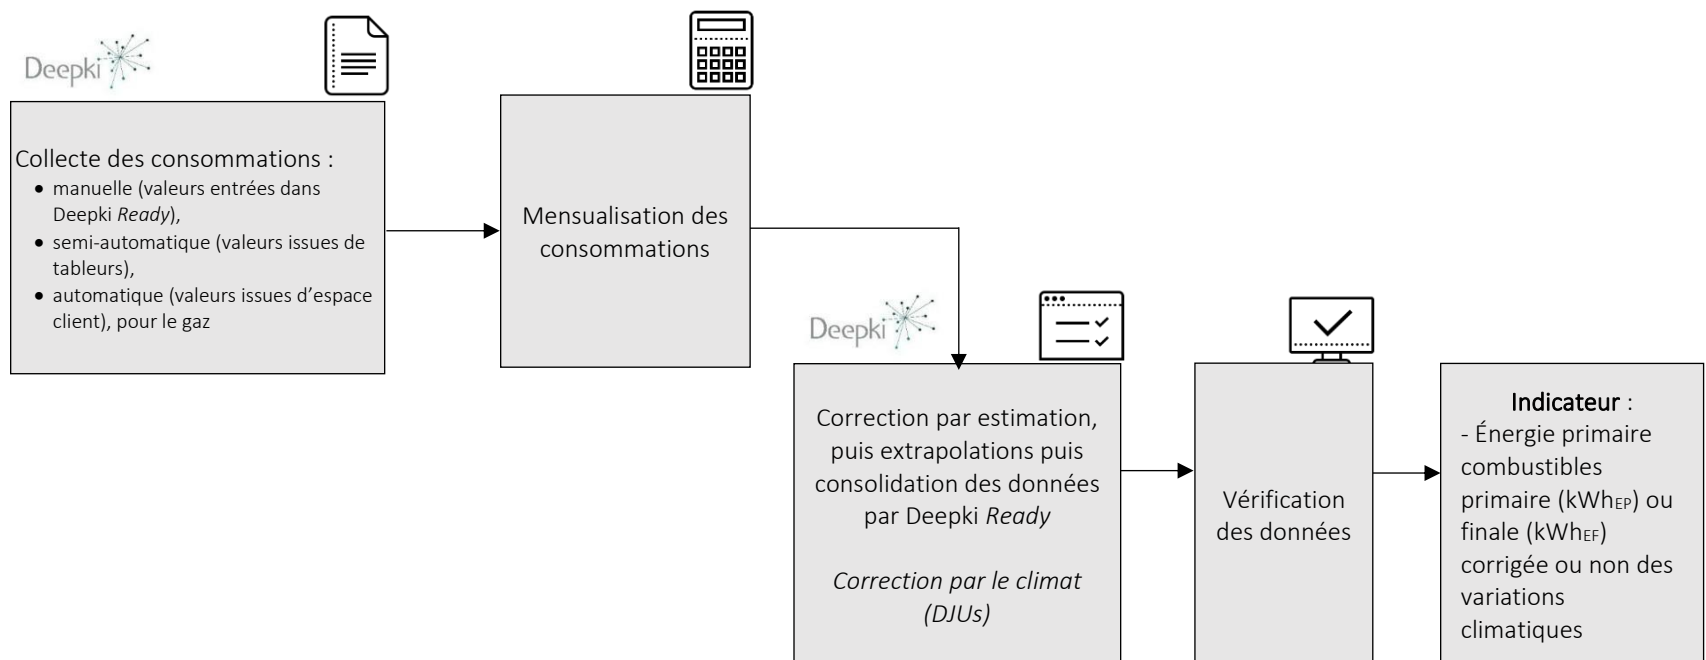 Deepki
Collecte des consommations :
• manuelle (valeurs entrées dans
Deepki Ready),
• semi-automatique (valeurs issues de
tableurs),
• automatique (valeurs issues d’espace
client), pour le gaz
Mensualisation des
consommations
Deepki
Correction par estimation,
puis extrapolations puis
consolidation des données
par Deepki Ready
Correction par le climat
(DJUs)
Vérification
des données
Indicateur :
- Énergie primaire
combustibles
primaire (kWhEP) ou
finale (kWhEF)
corrigée ou non des
variations
climatiques